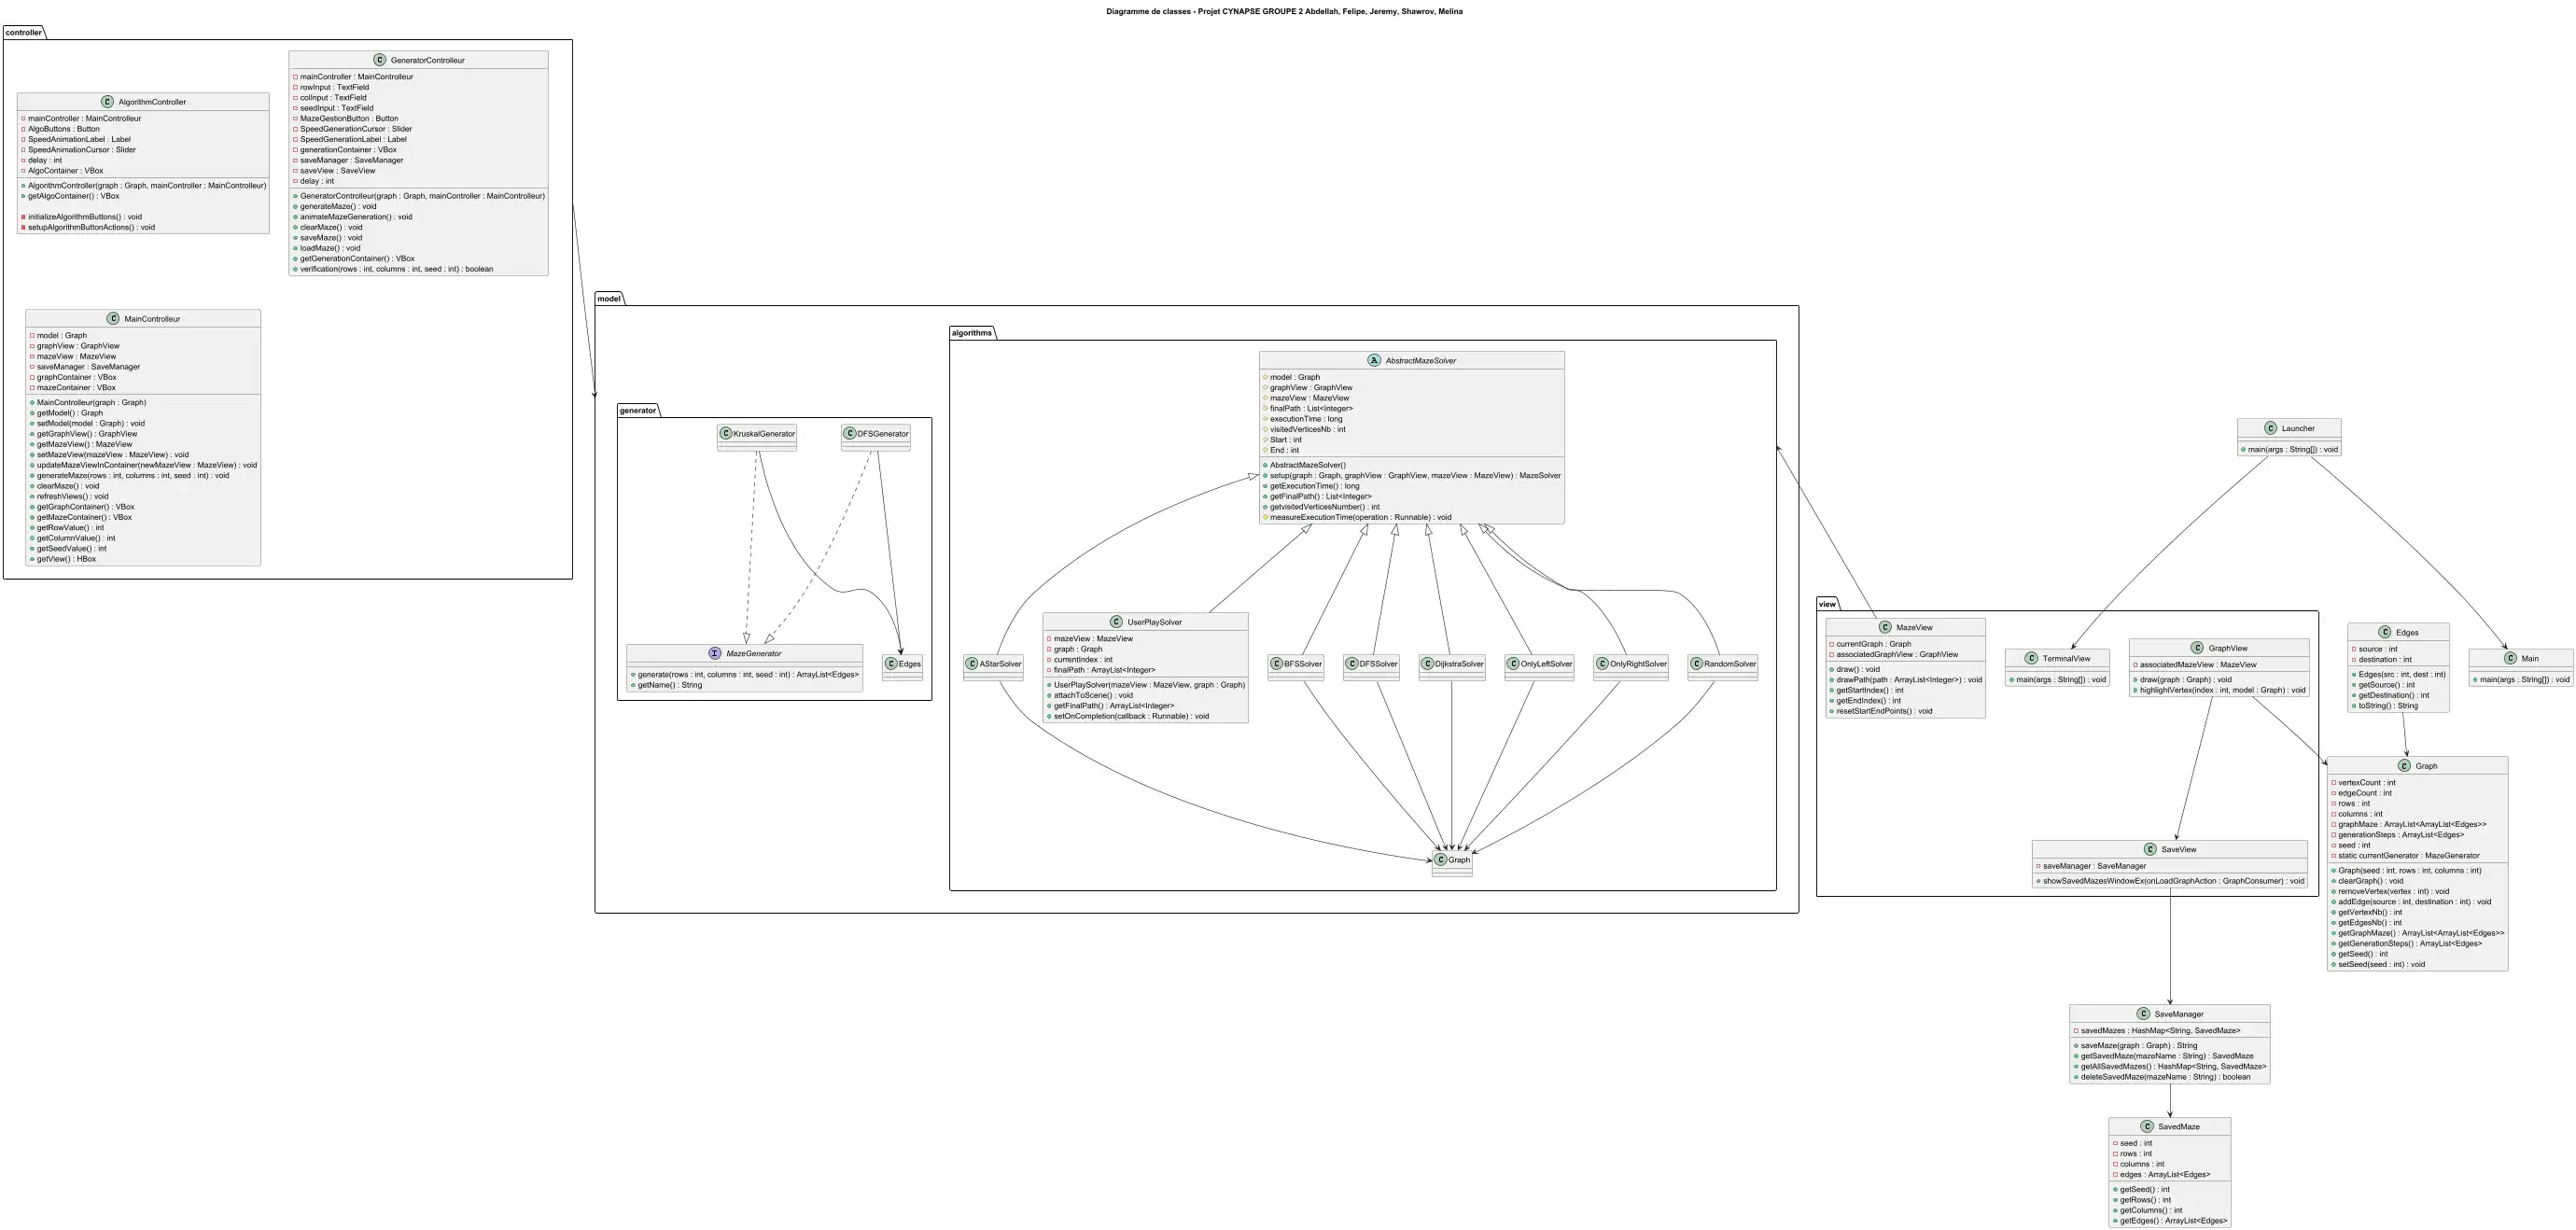 Diagramme de classes - Projet CYNAPSE GROUPE 2 Abdellah, Felipe, Jeremy, Shawrov, Melina
controller
GeneratorControlleur
mainController : MainControlleur
rowInput : TextField
colInput : TextField
seedInput : TextField
MazeGestionButton : Button
SpeedGenerationCursor : Slider
SpeedGenerationLabel : Label
generationContainer : VBox
saveManager : SaveManager
saveView : SaveView
delay : int
GeneratorControlleur(graph : Graph, mainController : MainControlleur)
generateMaze() : void
animateMazeGeneration() : void
clearMaze() : void
saveMaze() : void
loadMaze() : void
getGenerationContainer() : VBox
verification(rows : int, columns : int, seed : int) : boolean
AlgorithmController
mainController : MainControlleur
AlgoButtons : Button
SpeedAnimationLabel : Label
SpeedAnimationCursor : Slider
delay : int
AlgoContainer : VBox
AlgorithmController(graph : Graph, mainController : MainControlleur)
getAlgoContainer() : VBox
initializeAlgorithmButtons() : void
setupAlgorithmButtonActions() : void
MainControlleur
model : Graph
graphView : GraphView
mazeView : MazeView
saveManager : SaveManager
graphContainer : VBox
mazeContainer : VBox
MainControlleur(graph : Graph)
getModel() : Graph
setModel(model : Graph) : void
getGraphView() : GraphView
getMazeView() : MazeView
setMazeView(mazeView : MazeView) : void
updateMazeViewInContainer(newMazeView : MazeView) : void
generateMaze(rows : int, columns : int, seed : int) : void
clearMaze() : void
refreshViews() : void
getGraphContainer() : VBox
getMazeContainer() : VBox
getRowValue() : int
getColumnValue() : int
getSeedValue() : int
getView() : HBox
model
generator
KruskalGenerator
DFSGenerator
MazeGenerator
generate(rows : int, columns : int, seed : int) : ArrayList<Edges>
getName() : String
Edges
algorithms
AbstractMazeSolver
model : Graph
graphView : GraphView
mazeView : MazeView
finalPath : List<Integer>
executionTime : long
visitedVerticesNb : int
Start : int
End : int
AbstractMazeSolver()
setup(graph : Graph, graphView : GraphView, mazeView : MazeView) : MazeSolver
getExecutionTime() : long
getFinalPath() : List<Integer>
getvisitedVerticesNumber() : int
measureExecutionTime(operation : Runnable) : void
AStarSolver
UserPlaySolver
mazeView : MazeView
graph : Graph
currentIndex : int
finalPath : ArrayList<Integer>
UserPlaySolver(mazeView : MazeView, graph : Graph)
attachToScene() : void
getFinalPath() : ArrayList<Integer>
setOnCompletion(callback : Runnable) : void
BFSSolver
DFSSolver
DijkstraSolver
OnlyLeftSolver
OnlyRightSolver
RandomSolver
Graph
Launcher
main(args : String[]) : void
view
MazeView
currentGraph : Graph
associatedGraphView : GraphView
draw() : void
drawPath(path : ArrayList<Integer>) : void
getStartIndex() : int
getEndIndex() : int
resetStartEndPoints() : void
TerminalView
main(args : String[]) : void
GraphView
associatedMazeView : MazeView
draw(graph : Graph) : void
highlightVertex(index : int, model : Graph) : void
Edges
source : int
destination : int
Edges(src : int, dest : int)
getSource() : int
getDestination() : int
toString() : String
Main
main(args : String[]) : void
SaveView
saveManager : SaveManager
showSavedMazesWindowEx(onLoadGraphAction : GraphConsumer) : void
Graph
vertexCount : int
edgeCount : int
rows : int
columns : int
graphMaze : ArrayList<ArrayList<Edges>>
generationSteps : ArrayList<Edges>
seed : int
static currentGenerator : MazeGenerator
Graph(seed : int, rows : int, columns : int)
clearGraph() : void
removeVertex(vertex : int) : void
addEdge(source : int, destination : int) : void
getVertexNb() : int
getEdgesNb() : int
getGraphMaze() : ArrayList<ArrayList<Edges>>
getGenerationSteps() : ArrayList<Edges>
getSeed() : int
setSeed(seed : int) : void
SaveManager
savedMazes : HashMap<String, SavedMaze>
saveMaze(graph : Graph) : String
getSavedMaze(mazeName : String) : SavedMaze
getAllSavedMazes() : HashMap<String, SavedMaze>
deleteSavedMaze(mazeName : String) : boolean
SavedMaze
seed : int
rows : int
columns : int
edges : ArrayList<Edges>
getSeed() : int
getRows() : int
getColumns() : int
getEdges() : ArrayList<Edges>